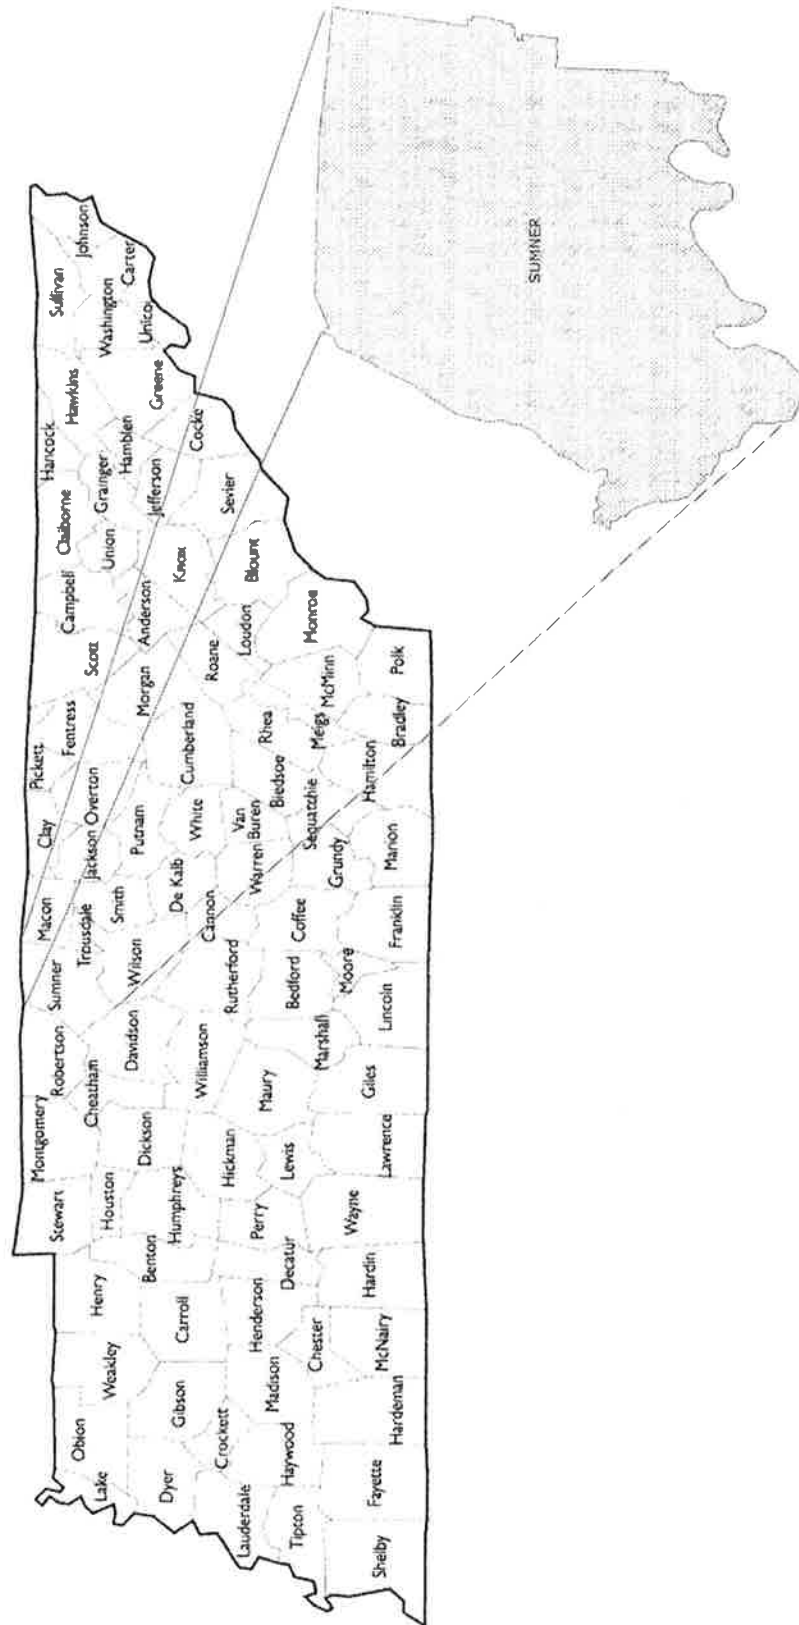 Montgomery
Pickett
Clay
Macon
Hancock
Stewart
Robertson
Sumner
Sullivan
Claiborne
Campbell
Fentress
Hawkins
Obion
Johnson
Trousdale
Cheatham
Jackson
Overton
Scott
Henry
Lake
Houston
Grainger
Washington
Weakley
Union
Smith
Hamblen
Carter
Davidson
Wilson
Putnam
Dickson
Morgan
Anderson
Unicoi
Benton
Greene
Jefferson
Dyer
Humphreys
De Kalb
Gibson
Carroll
Knox
Cumberland
White
Cocke
Williamson
Cannon
Roane
Crockett
Hickman
Rutherford
Sevier
Van
Buren
Lauderdale
Loudon
Blount
Henderson
Perry
Warren
Rhea
Maury
Madison
Bledsoe
Haywood
Decatur
Lewis
Bedford
Coffee
Tipton
Chester
Marshall
Sequatchie
Meigs
Monroe
McMinn
Grundy
Moore
Wayne
Hamilton
Shelby
Fayette
Hardeman
McNairy
Hardin
Lawrence
Giles
Lincoln
Franklin
Marion
Bradley
Polk
SUMNER